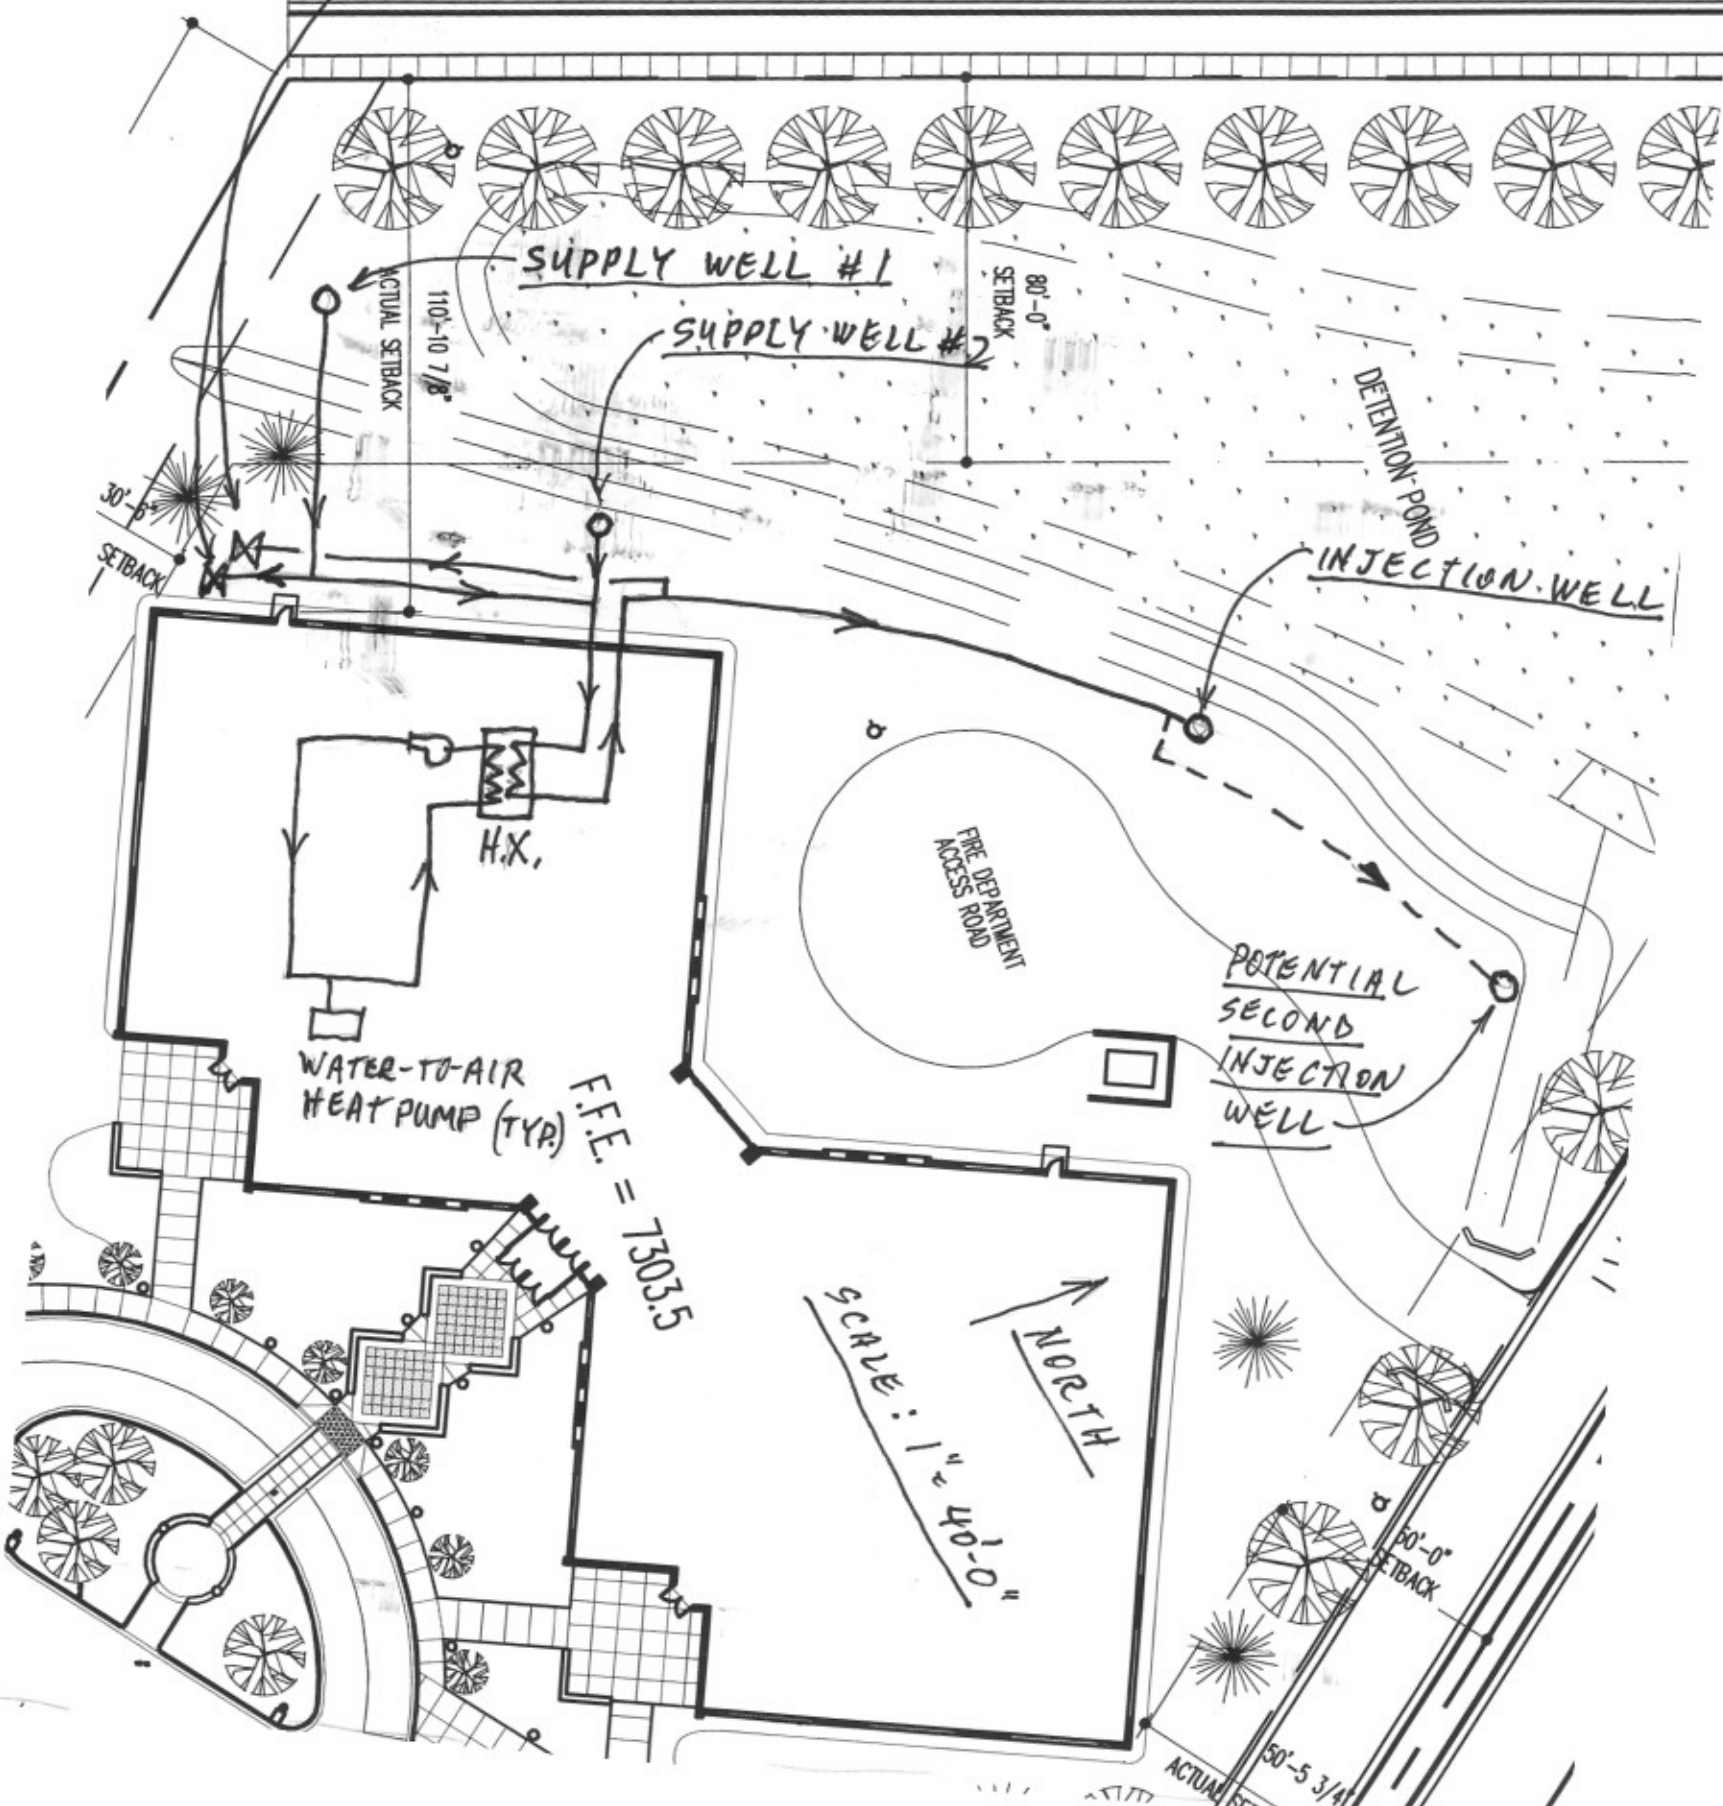 SUPPLY WELL #1
80'-0"
SETBACK
110'-10 7/8"
ACTUAL SETBACK
SUPPLY WELL #2
DETENTION POND
30'-6"
SETBACK
INJECTION WELL
H.X.
FIRE DEPARTMENT
ACCESS ROAD
POTENTIAL
SECOND
INJECTION
WELL
WATER-TO-AIR
HEAT PUMP (TYP.)
F.F.E. = 7303.5
NORTH
SCALE: 1" = 40'-0"
SETBACK
50'-5 3/4"
ACTUAL